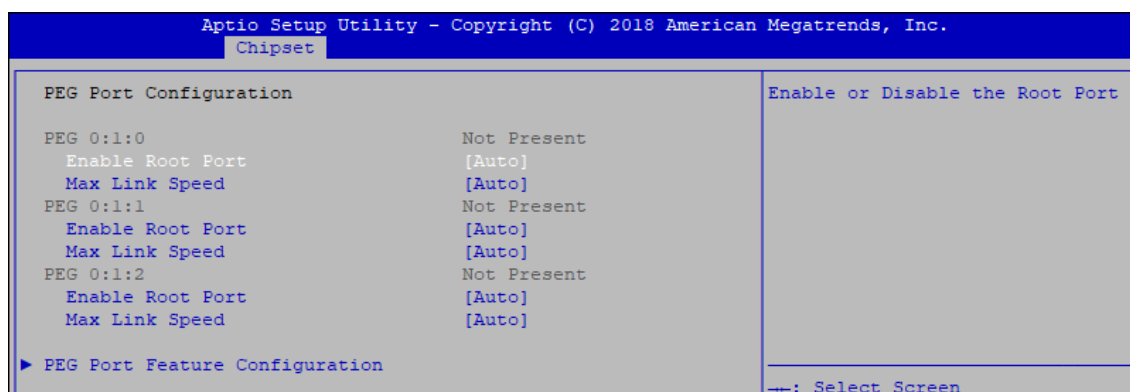 Aptio Setup Utility - Copyright (C) 2018 American Megatrends, Inc.
Chipset
PEG Port Configuration
PEG 0:1:0 Not Present
Enable Root Port [Auto]
Max Link Speed [Auto]
PEG 0:1:1 Not Present
Enable Root Port [Auto]
Max Link Speed [Auto]
PEG 0:1:2 Not Present
Enable Root Port [Auto]
Max Link Speed [Auto]
► PEG Port Feature Configuration
Enable or Disable the Root Port
→←: Select Screen